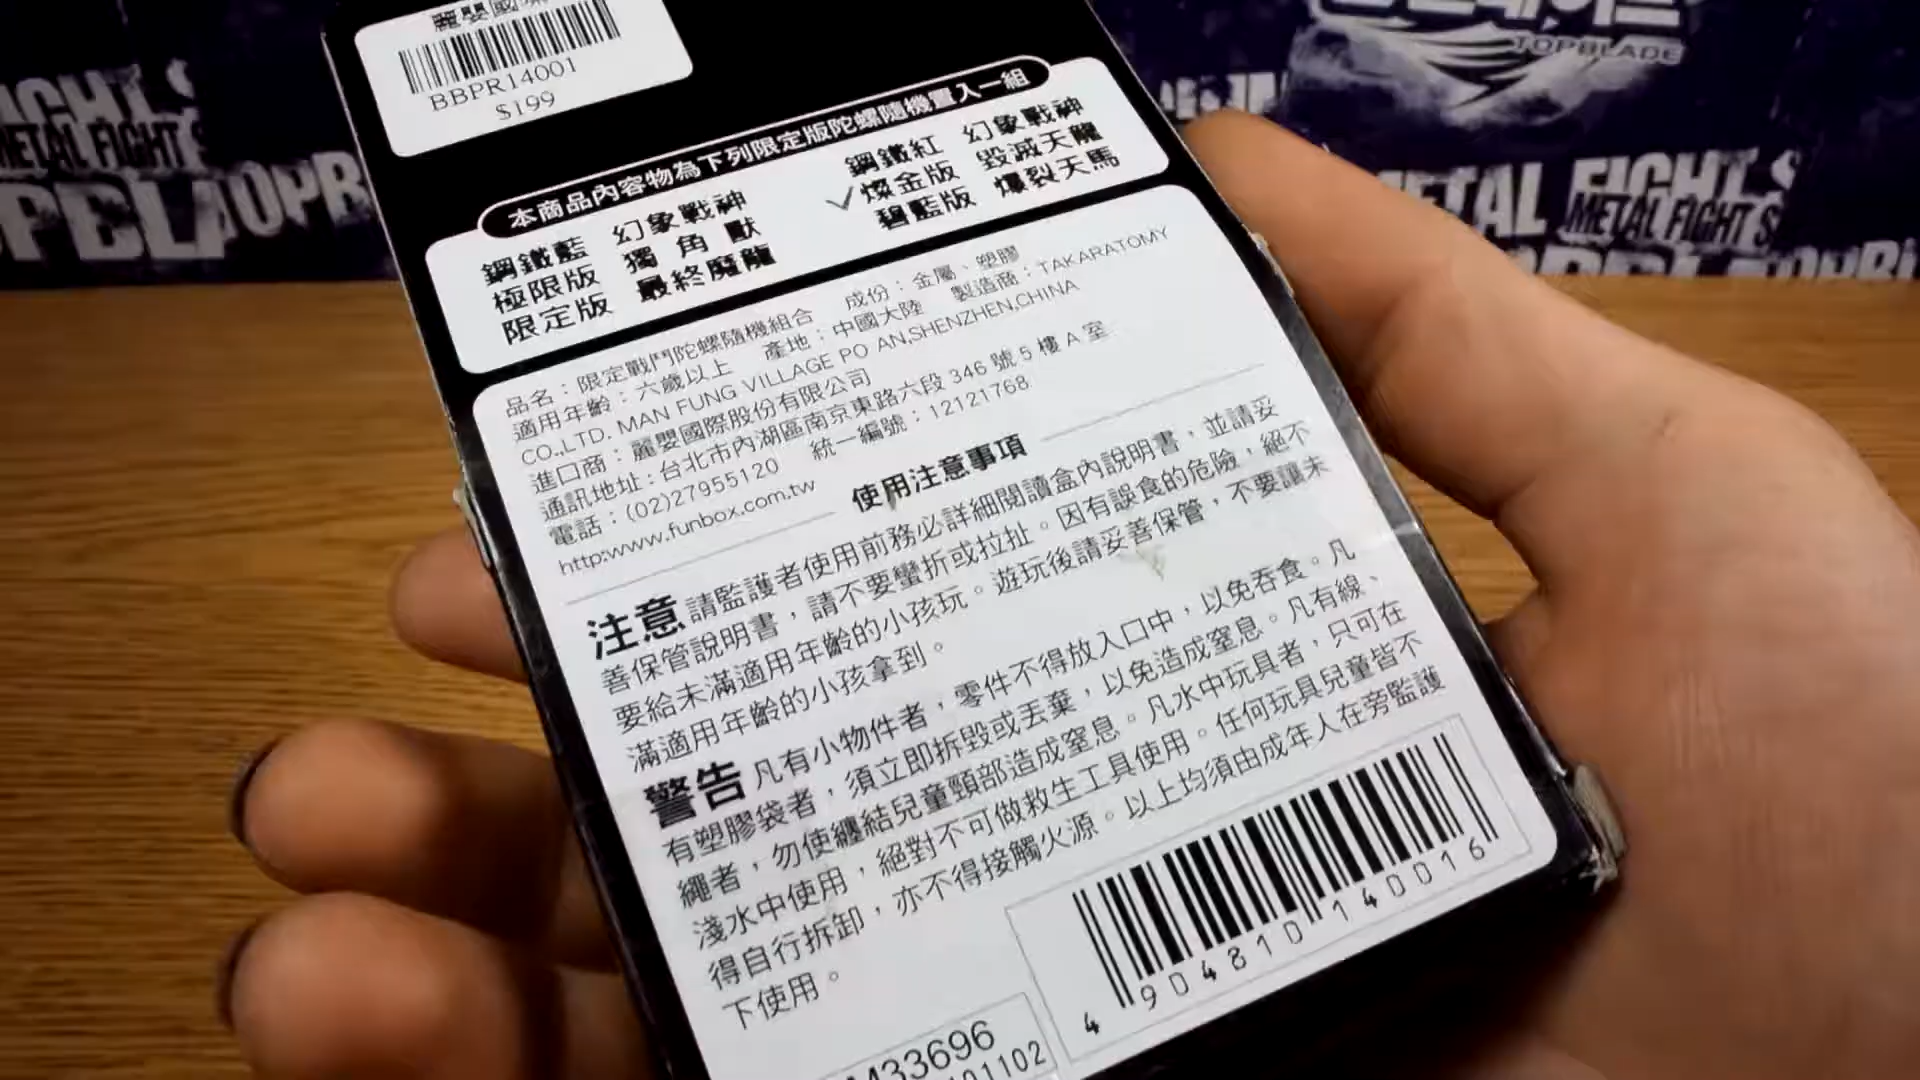 麗嬰國際
BBPR14001
$199
本商品內容物為下列限定版陀螺隨機置入一組
鋼鐵藍 幻象戰神
極限版 獨角獸
限定版 最終魔龍
鋼鐵紅 幻象戰神
✓燦金版 毀滅天龍
碧藍版 爆裂天馬
品名：限定戰鬥陀螺隨機組合 成份：金屬、塑膠
適用年齡：六歲以上 產地：中國大陸 製造商：TAKARATOMY
CO.,LTD. MAN FUNG VILLAGE PO AN,SHENZHEN,CHINA
進口商：麗嬰國際股份有限公司
通訊地址：台北市內湖區南京東路六段 346 號 5 樓 A 室
電話：(02)27955120 統一編號：12121768
http:www.funbox.com.tw
使用注意事項
注意 請監護者使用前務必詳細閱讀盒內說明書，並請妥
善保管說明書，請不要蠻折或拉扯。因有誤食的危險，絕不
要給未滿適用年齡的小孩玩。遊玩後請妥善保管，不要讓未
滿適用年齡的小孩拿到。
警告 凡有小物件者，零件不得放入口中，以免吞食。凡
有塑膠袋者，須立即拆毀或丟棄，以免造成窒息。凡有線、
繩者，勿使纏結兒童頸部造成窒息。凡水中玩具者，只可在
淺水中使用，絕對不可做救生工具使用。任何玩具兒童皆不
得自行拆卸，亦不得接觸火源。以上均須由成年人在旁監護
下使用。
4 904810 140016
M33696
01102
TOPBLADE
METAL FIGHT S
METAL FIGHT S